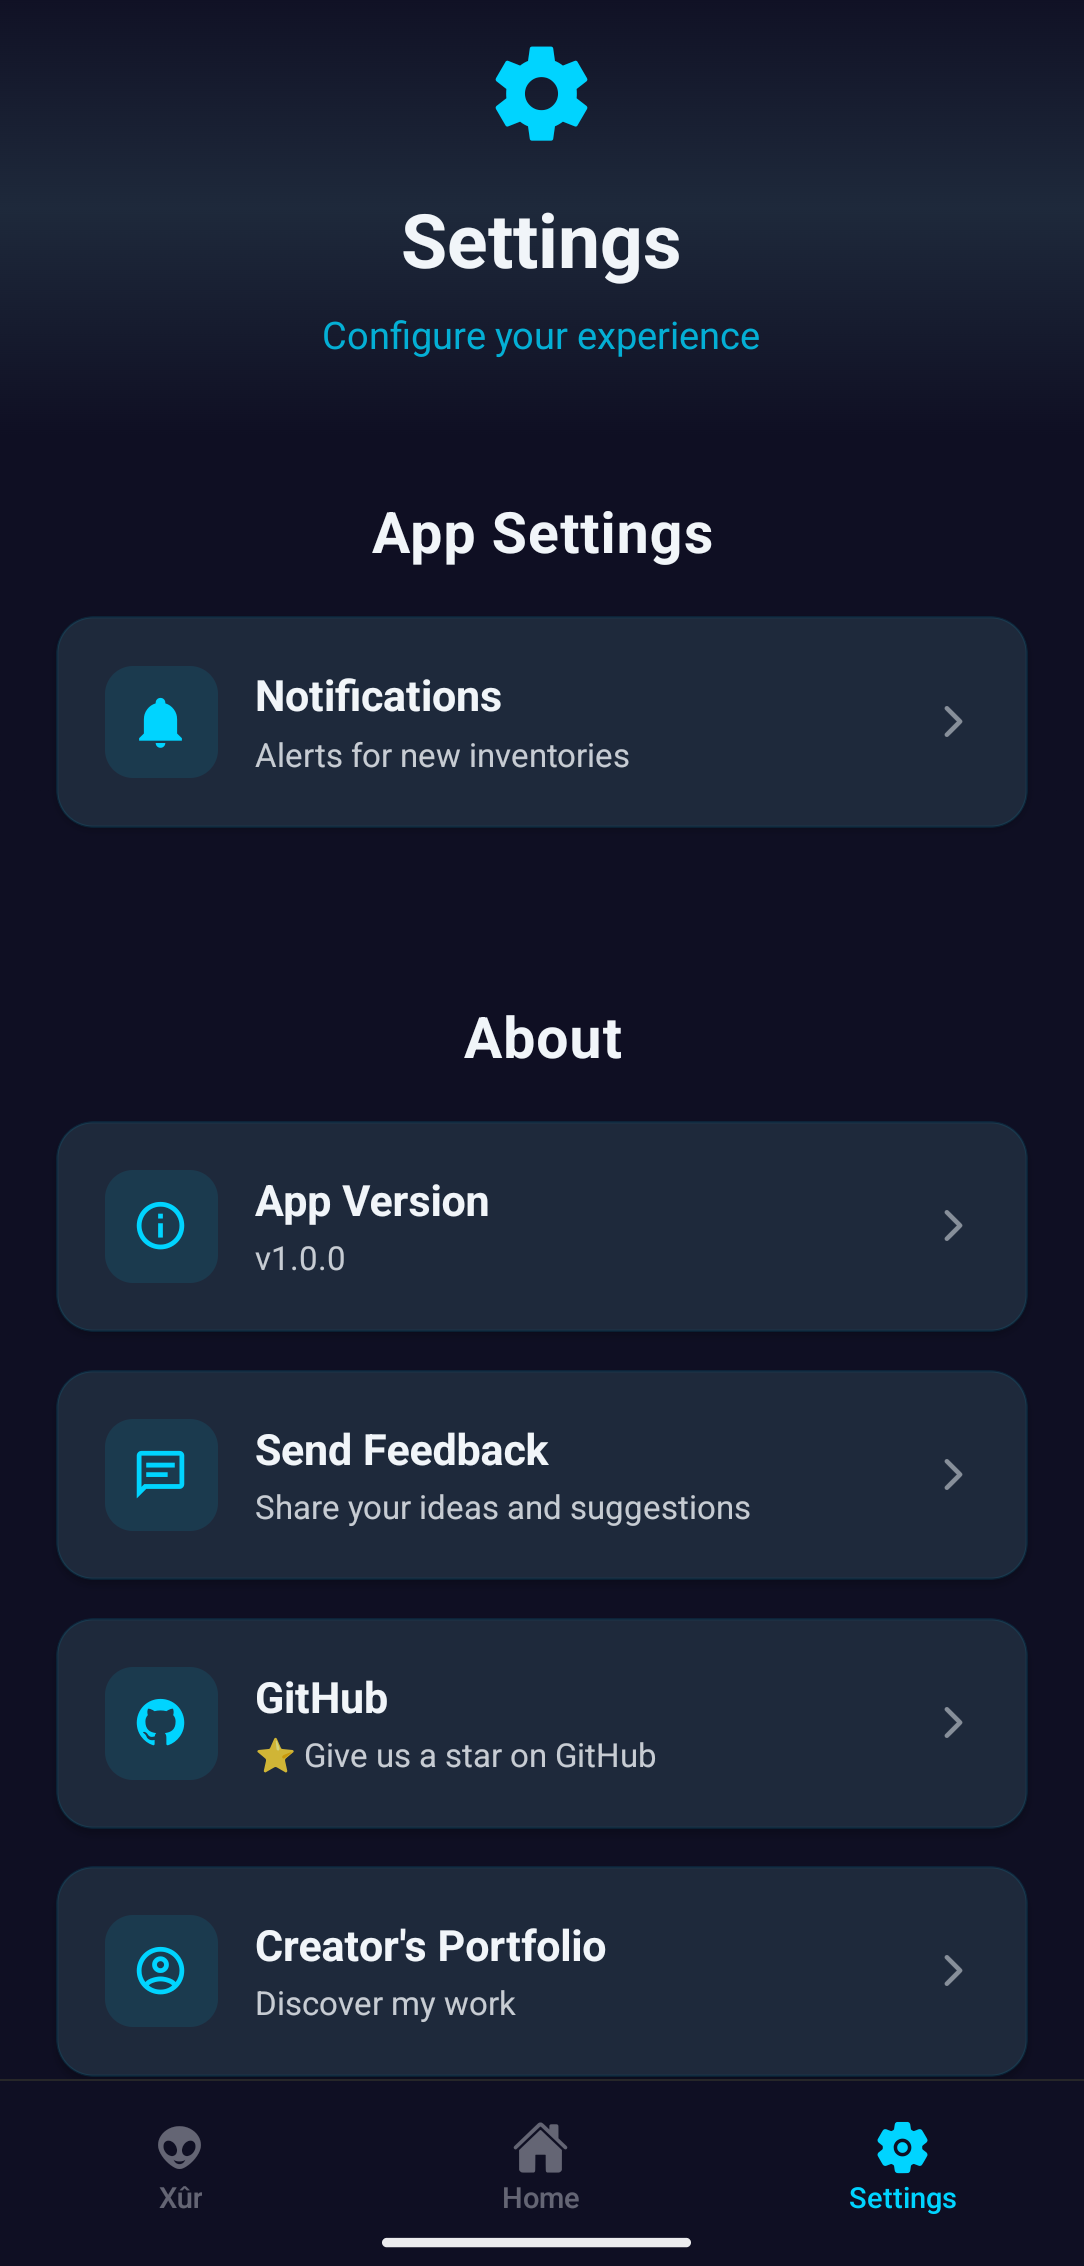 Settings
Configure your experience
App Settings
Notifications
Alerts for new inventories
About
App Version
v1.0.0
Send Feedback
Share your ideas and suggestions
GitHub
⭐ Give us a star on GitHub
Creator's Portfolio
Discover my work
Xûr
Home
Settings